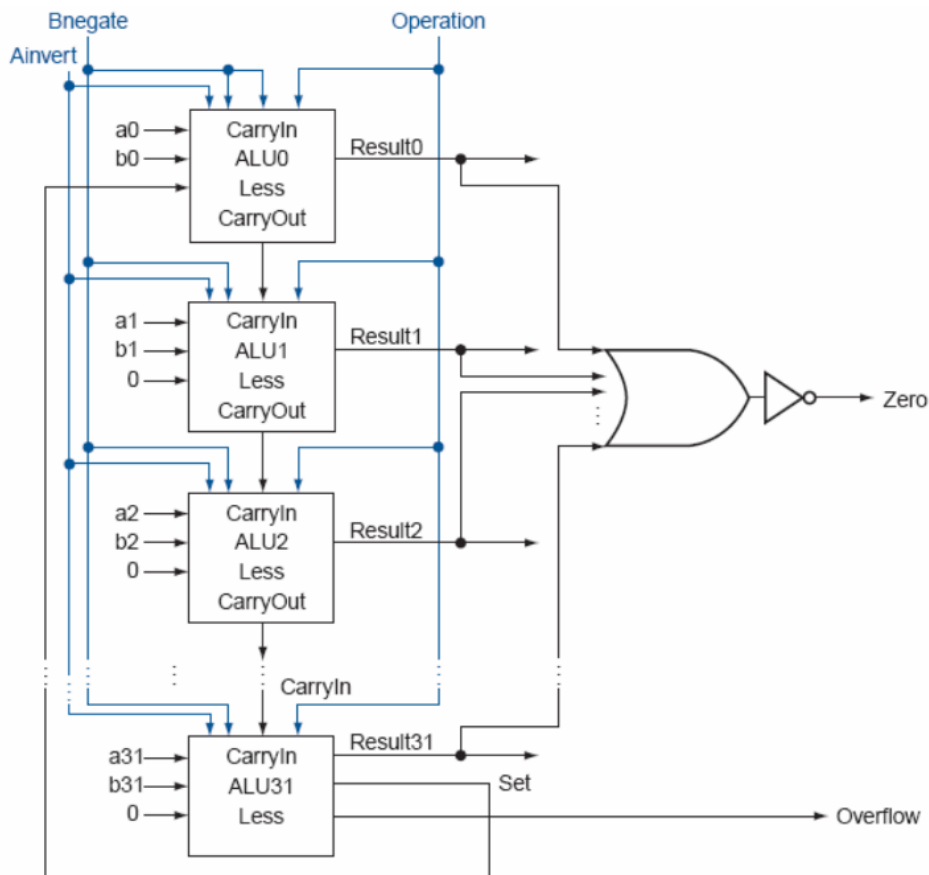 Bnegate
Operation
Ainvert
a0
CarryIn
Result0
b0
ALU0
Less
CarryOut
a1
CarryIn
Result1
b1
ALU1
0
Less
CarryOut
Zero
a2
CarryIn
Result2
b2
ALU2
0
Less
CarryOut
CarryIn
a31
CarryIn
Result31
b31
ALU31
Set
0
Less
Overflow